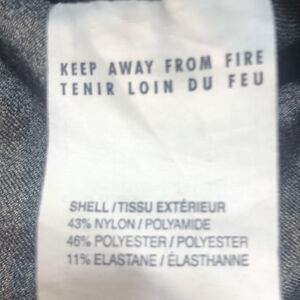 KEEP AWAY FROM FIRE
TENIR LOIN DU FEU
SHELL / TISSU EXTÉRIEUR
43% NYLON / POLYAMIDE
46% POLYESTER / POLYESTER
11% ELASTANE / ÉLASTHANNE